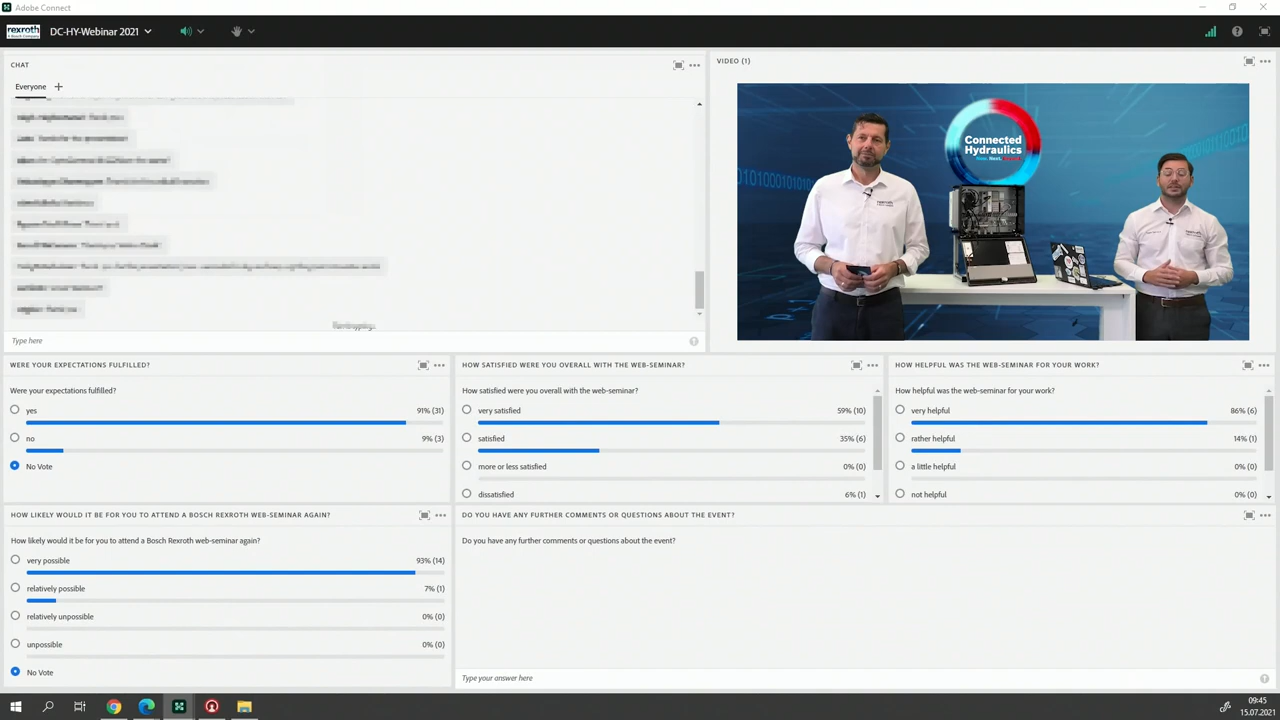 Adobe Connect
rexroth
A Bosch Company
DC-HY-Webinar 2021
CHAT
Everyone
Type here
VIDEO (1)
Connected
Hydraulics
Now. Next.
0101000101010
WERE YOUR EXPECTATIONS FULFILLED?
Were your expectations fulfilled?
yes 91% (31)
no 9% (3)
No Vote
HOW SATISFIED WERE YOU OVERALL WITH THE WEB-SEMINAR?
How satisfied were you overall with the web-seminar?
very satisfied 59% (10)
satisfied 35% (6)
more or less satisfied 0% (0)
dissatisfied 6% (1)
HOW HELPFUL WAS THE WEB-SEMINAR FOR YOUR WORK?
How helpful was the web-seminar for your work?
very helpful 86% (6)
rather helpful 14% (1)
a little helpful 0% (0)
not helpful 0% (0)
HOW LIKELY WOULD IT BE FOR YOU TO ATTEND A BOSCH REXROTH WEB-SEMINAR AGAIN?
How likely would it be for you to attend a Bosch Rexroth web-seminar again?
very possible 93% (14)
relatively possible 7% (1)
relatively unpossible 0% (0)
unpossible 0% (0)
No Vote
DO YOU HAVE ANY FURTHER COMMENTS OR QUESTIONS ABOUT THE EVENT?
Do you have any further comments or questions about the event?
Type your answer here
09:45
15.07.2021